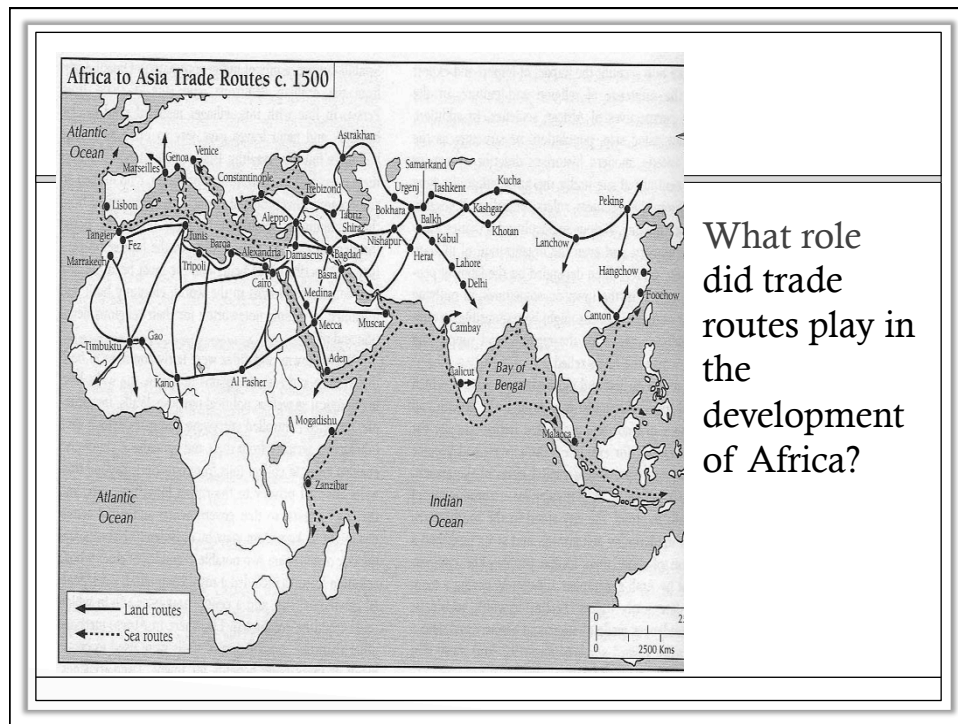 Africa to Asia Trade Routes c. 1500
Atlantic
Ocean
Astrakhan
Venice
Genoa
Marseilles
Samarkand
Constantinople
Trebizond
Urgenj
Tashkent
Kucha
Lisbon
Peking
Aleppo
Tabriz
Bokhara
Kashgar
Shiraz
Balkh
Tangier
Khotan
Fez
Tunis
Barga
Alexandria
Damascus
Bagdad
Nishapur
Kabul
Lanchow
Herat
Marrakech
Tripoli
Basra
Lahore
Hangchow
Cairo
Medina
Delhi
Foochow
Canton
Mecca
Muscat
Cambay
Timbuktu
Gao
Aden
Calicut
Bay of
Bengal
Kano
Al Fasher
Mogadishu
Malacca
Zanzibar
Atlantic
Ocean
Indian
Ocean
Land routes
Sea routes
0
0
2500 Kms
What role
did trade
routes play in
the
development
of Africa?